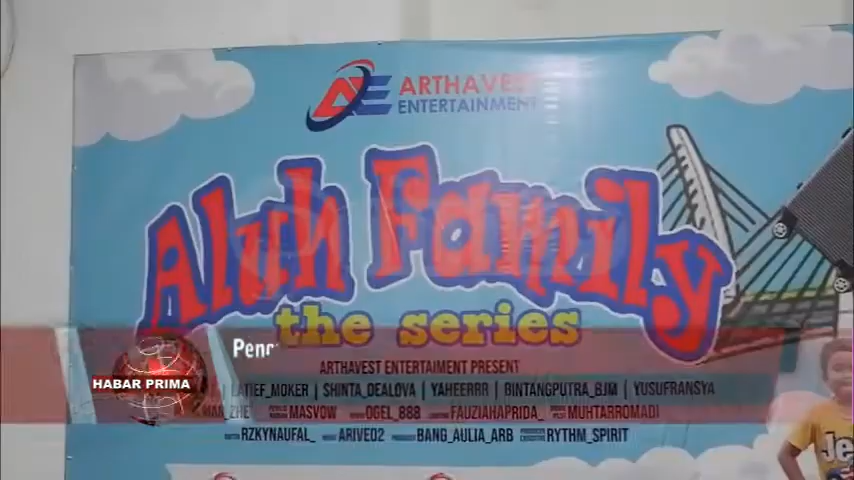 ARTHAVEST
ENTERTAINMENT
Aluh Family
the series
ARTHAVEST ENTERTAIMENT PRESENT
LATIEF_MOKER | SHINTA_DEALOVA | YAHEERRR | BINTANGPUTRA_BJM | YUSUFRANSYA
MASVOW OGEL_888 FAUZIAHAPRIDA_ MUHTARROMADI
RZKYNAUFAL_ ARIVED2 BANG_AULIA_ARB RYTHM_SPIRIT
HABAR PRIMA